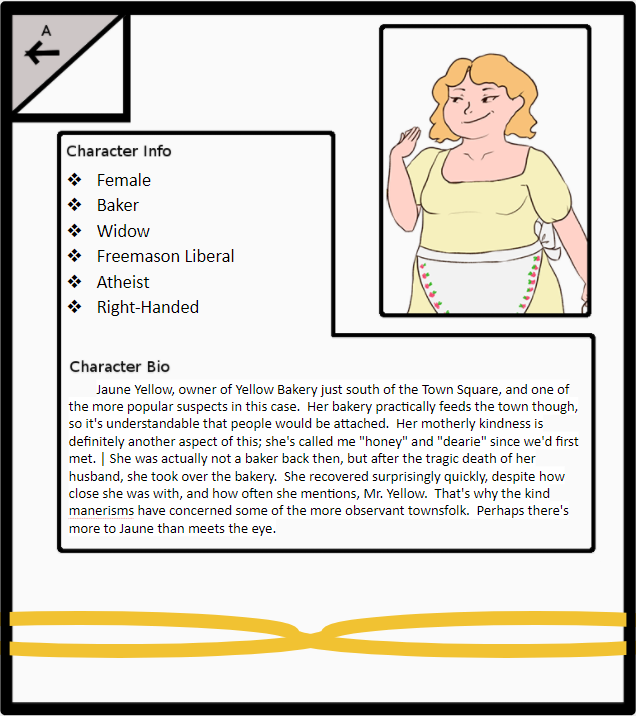 A
Character Info
❖ Female
❖ Baker
❖ Widow
❖ Freemason Liberal
❖ Atheist
❖ Right-Handed
Character Bio
Jaune Yellow, owner of Yellow Bakery just south of the Town Square, and one of
the more popular suspects in this case.  Her bakery practically feeds the town though,
so it's understandable that people would be attached.  Her motherly kindness is
definitely another aspect of this; she's called me "honey" and "dearie" since we'd first
met. | She was actually not a baker back then, but after the tragic death of her
husband, she took over the bakery.  She recovered surprisingly quickly, despite how
close she was with, and how often she mentions, Mr. Yellow.  That's why the kind
manerisms have concerned some of the more observant townsfolk.  Perhaps there's
more to Jaune than meets the eye.